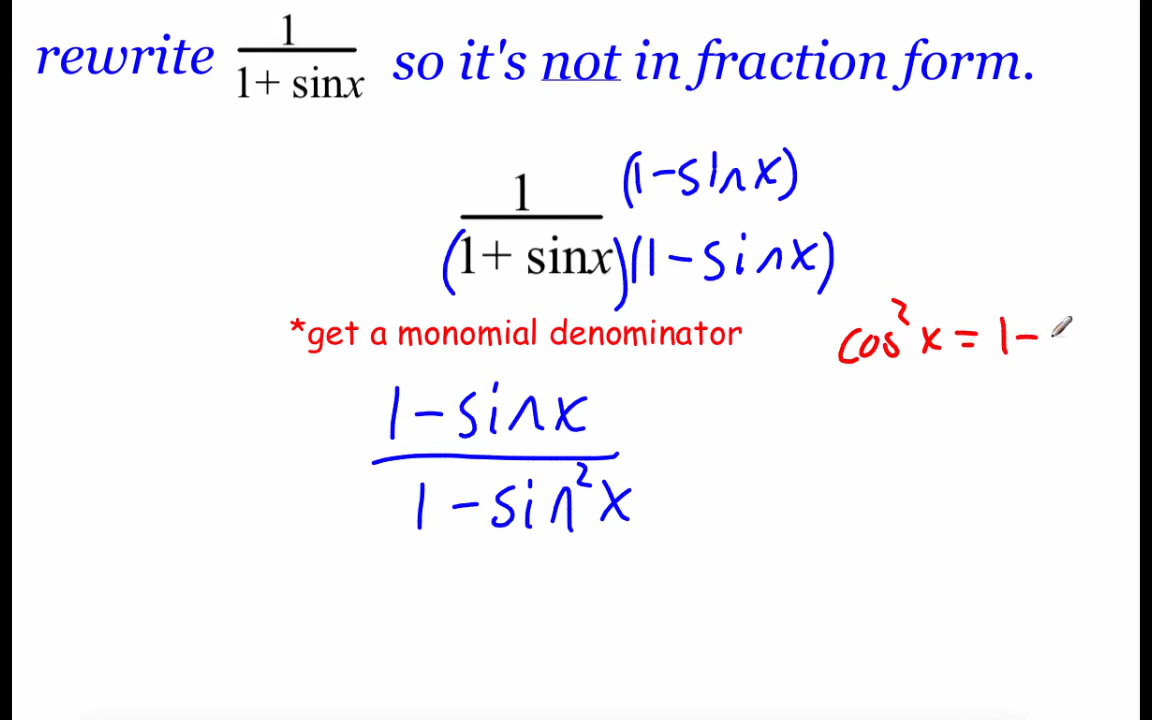 rewrite 1 / 1+ sinx so it's not in fraction form.
1 (1-sinx)
(1+ sinx)(1-sinx)
*get a monomial denominator
cos²x = 1-
1-sinx
1-sin²x